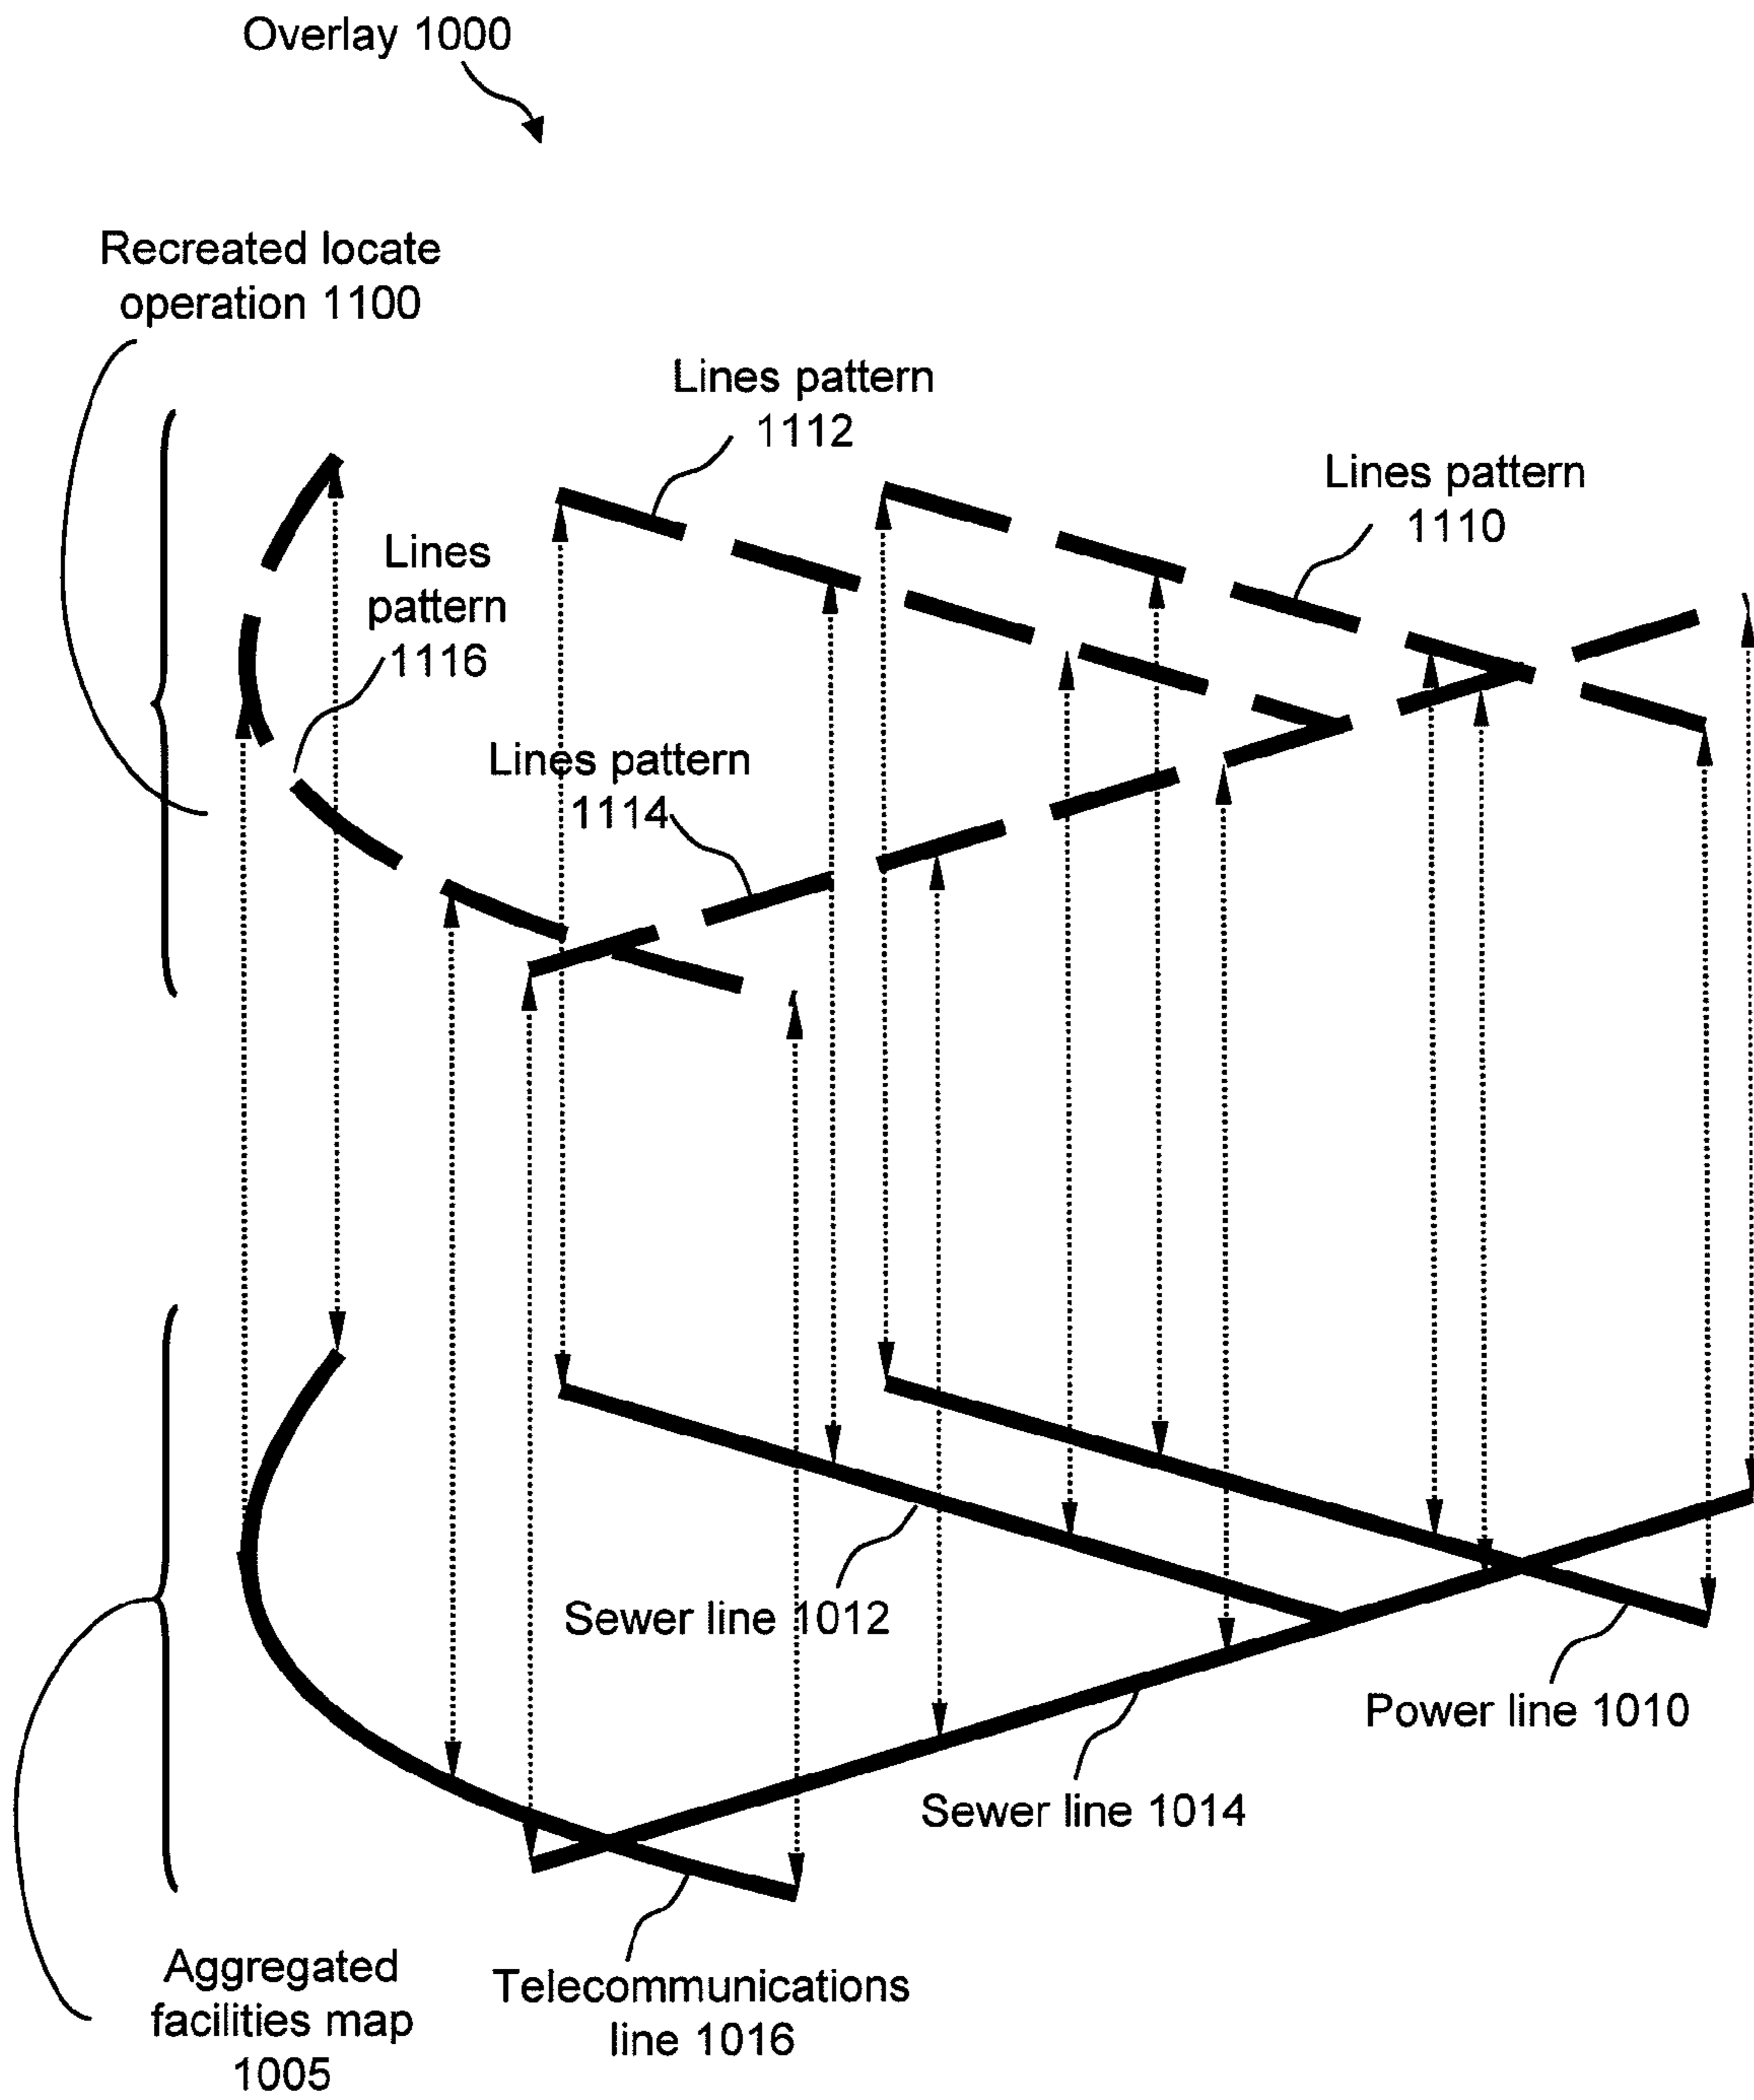 Overlay 1000
Recreated locate
operation 1100
Lines pattern
1112
Lines pattern
1110
Lines
pattern
1116
Lines pattern
1114
Sewer line 1012
Power line 1010
Sewer line 1014
Aggregated
facilities map
1005
Telecommunications
line 1016